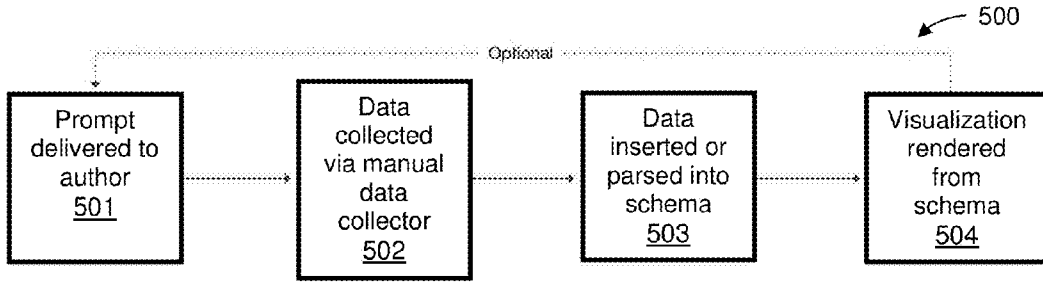 500
Optional
Prompt
delivered to
author
501
Data
collected
via manual
data
collector
502
Data
inserted or
parsed into
schema
503
Visualization
rendered
from
schema
504